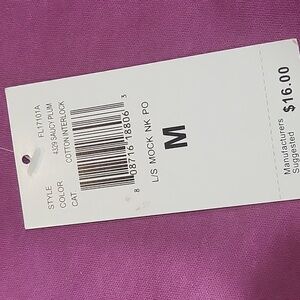 STYLE FL17101A
COLOR 4329 SAUCY PLUM
CAT COTTON INTERLOCK
8 08716 18806 3
L/S MOCK NK PO
M
Manufacturers
Suggested
$16.00